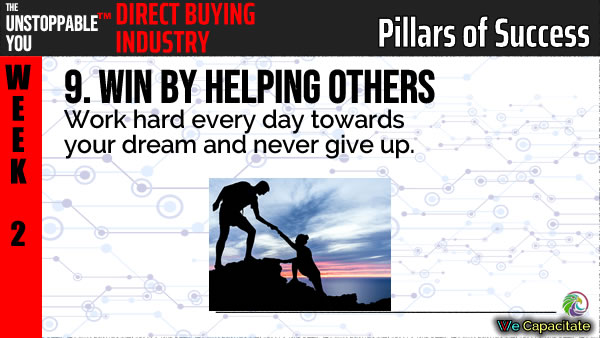 THE
UNSTOPPABLE™
YOU
DIRECT BUYING
INDUSTRY
Pillars of Success
WEEK 2
9. WIN BY HELPING OTHERS
Work hard every day towards
your dream and never give up.
We Capacitate